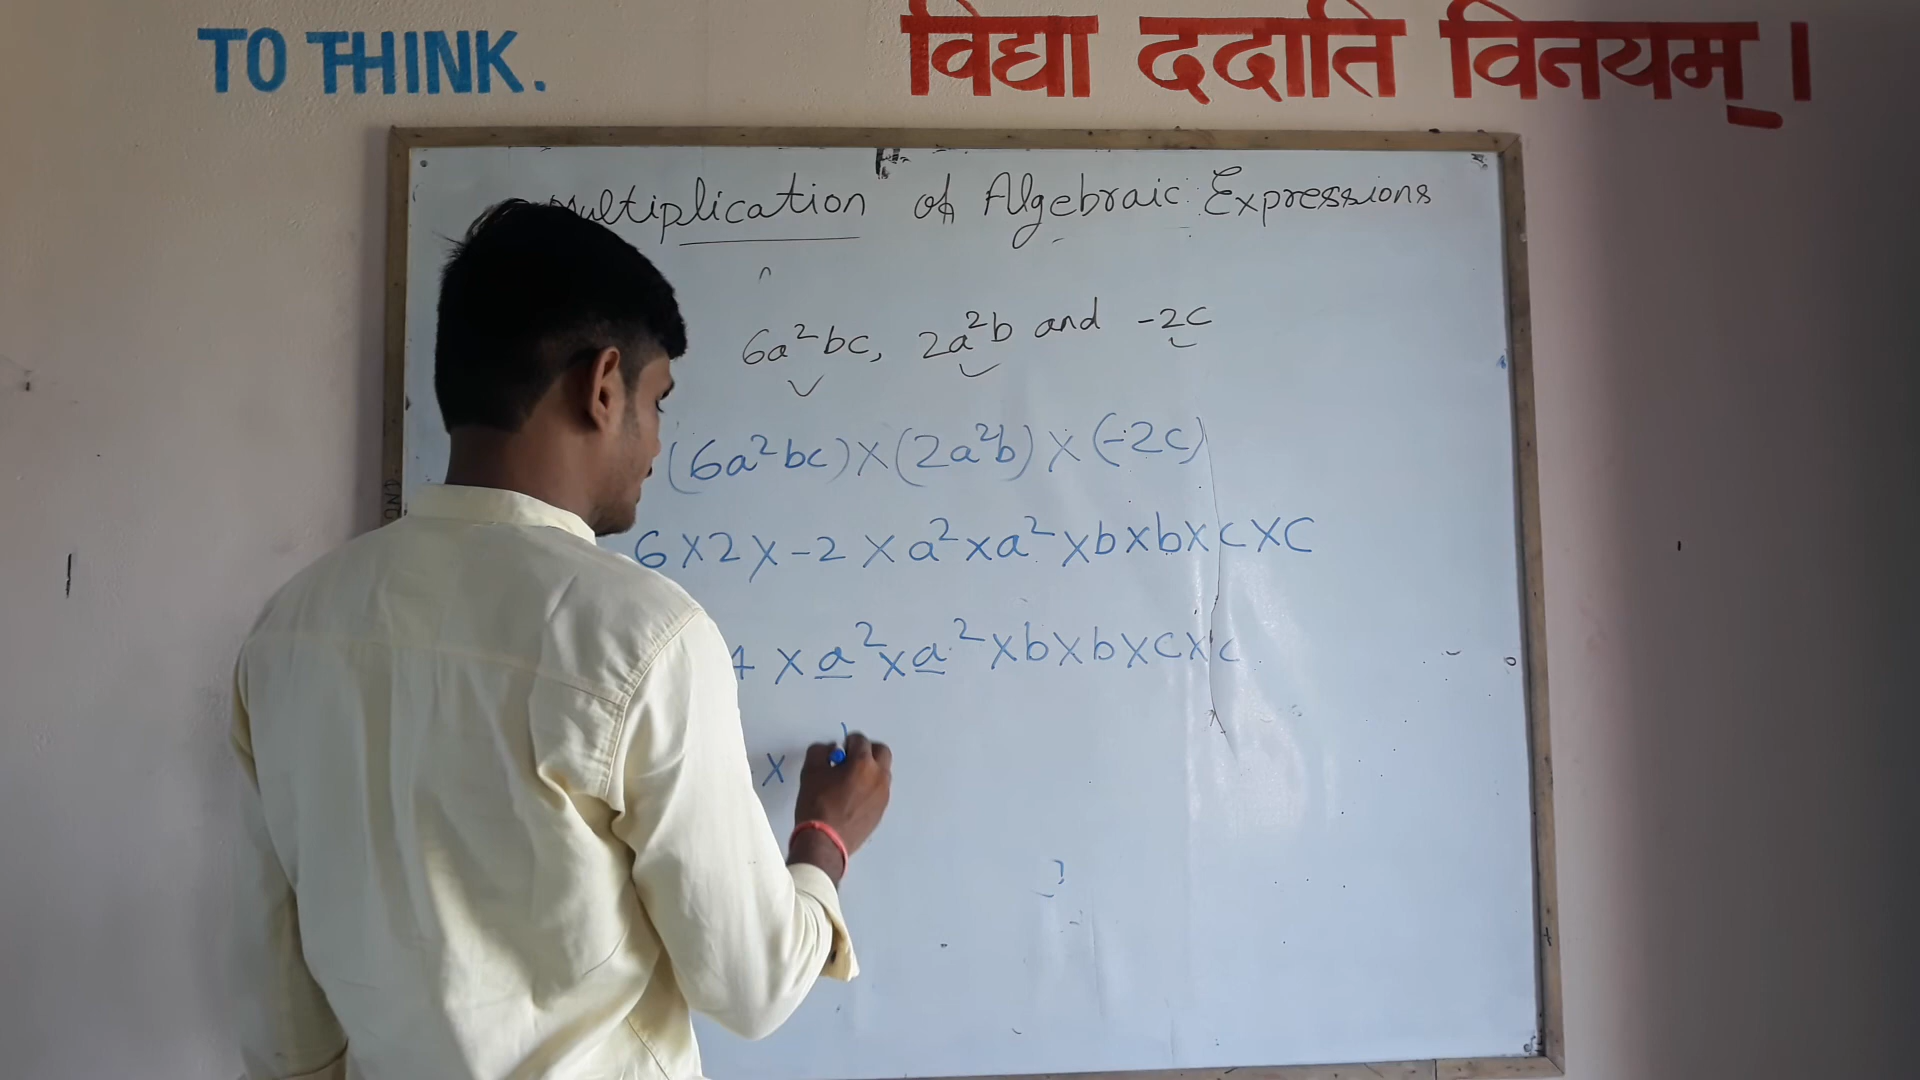 TO THINK.
विद्या ददाति विनयम् ।
Multiplication of Algebraic Expressions
6a²bc, 2a²b and -2c
(6a²bc)×(2a²b)×(-2c)
6×2×-2×a²×a²×b×b×c×c
4×a²×a²×b×b×c×c
×